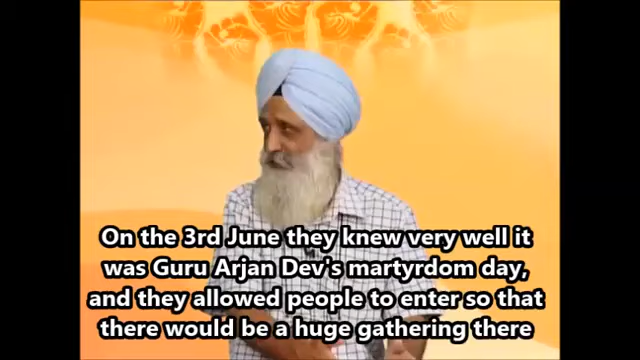 On the 3rd June they knew very well it
was Guru Arjan Dev's martyrdom day,
and they allowed people to enter so that
there would be a huge gathering there